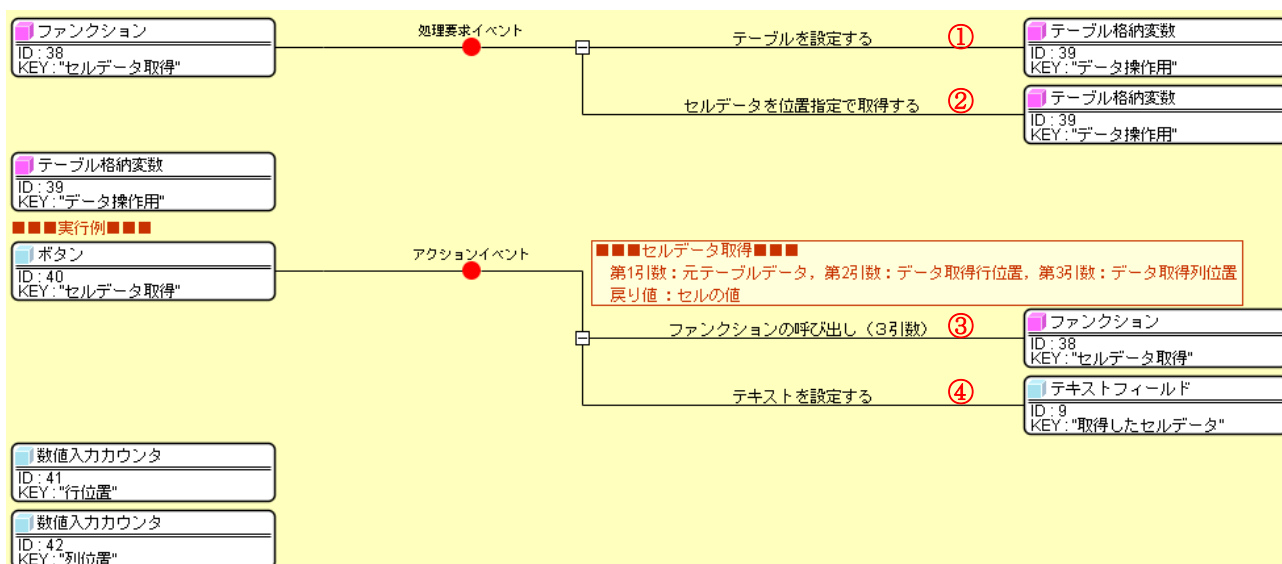 ファンクション
ID : 38
KEY : "セルデータ取得"
処理要求イベント
テーブルを設定する
①
テーブル格納変数
ID : 39
KEY : "データ操作用"
セルデータを位置指定で取得する
②
テーブル格納変数
ID : 39
KEY : "データ操作用"
テーブル格納変数
ID : 39
KEY : "データ操作用"
■■■実行例■■■
ボタン
ID : 40
KEY : "セルデータ取得"
アクションイベント
■■■セルデータ取得■■■
第1引数：元テーブルデータ，第2引数：データ取得行位置，第3引数：データ取得列位置
戻り値：セルの値
ファンクションの呼び出し（３引数）
③
ファンクション
ID : 38
KEY : "セルデータ取得"
テキストを設定する
④
テキストフィールド
ID : 9
KEY : "取得したセルデータ"
数値入力カウンタ
ID : 41
KEY : "行位置"
数値入力カウンタ
ID : 42
KEY : "列位置"